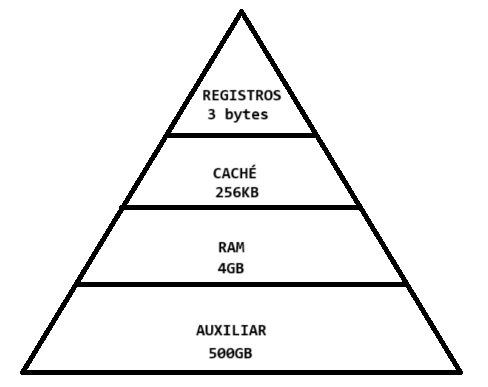 REGISTROS
3 bytes
CACHÉ
256KB
RAM
4GB
AUXILIAR
500GB